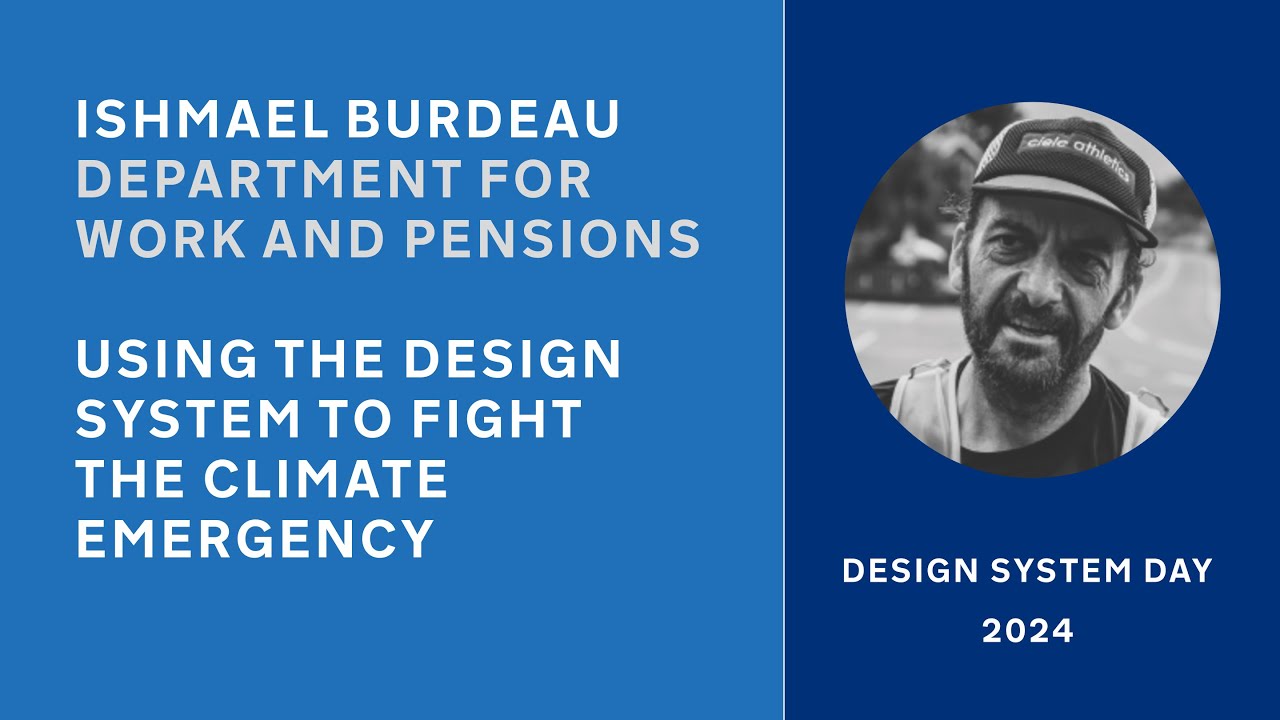 ISHMAEL BURDEAU
DEPARTMENT FOR
WORK AND PENSIONS
USING THE DESIGN
SYSTEM TO FIGHT
THE CLIMATE
EMERGENCY
civic athletics
DESIGN SYSTEM DAY
2024